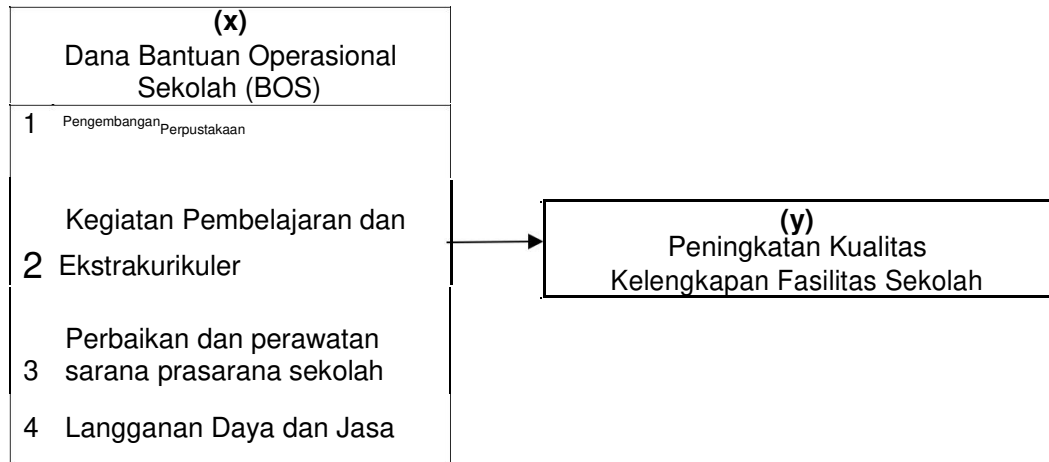 (x)
Dana Bantuan Operasional
Sekolah (BOS)
1 Pengembangan Perpustakaan
Kegiatan Pembelajaran dan
2 Ekstrakurikuler
Perbaikan dan perawatan
3 sarana prasarana sekolah
4 Langganan Daya dan Jasa
(y)
Peningkatan Kualitas
Kelengkapan Fasilitas Sekolah